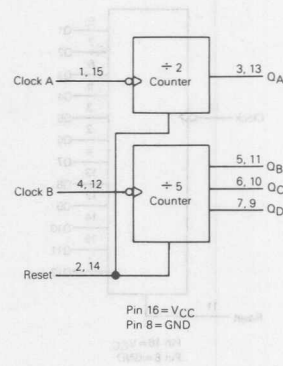 ÷ 2
Clock A 1, 15 Counter 3, 13 QA
÷ 5
Clock B 4, 12 Counter 5, 11 QB
6, 10 QC
7, 9 QD
Reset 2, 14
Pin 16 = VCC
Pin 8 = GND